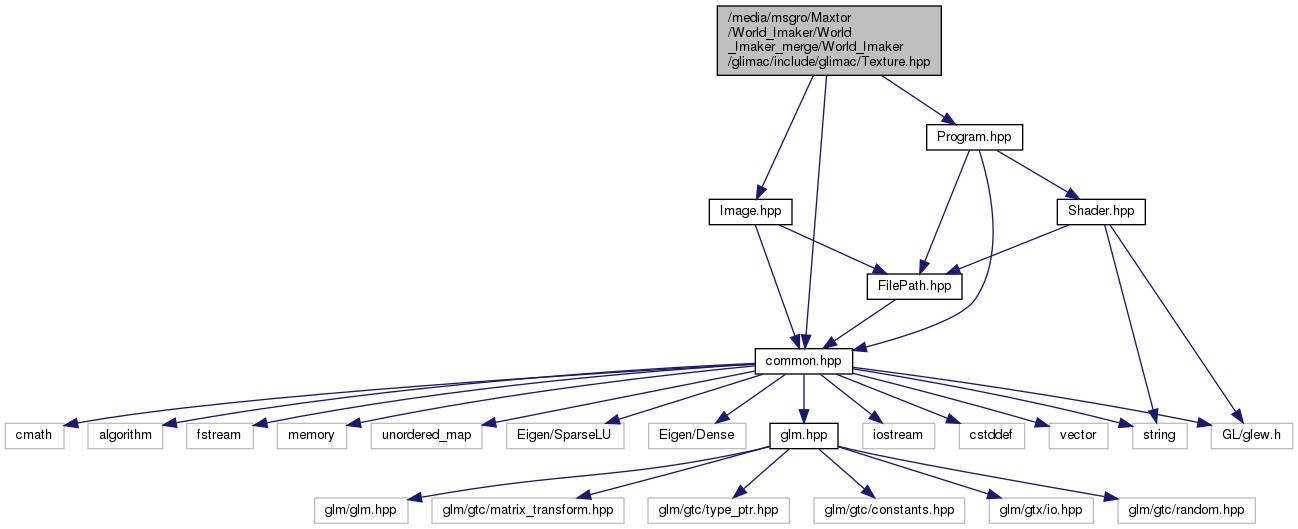 /media/msgro/Maxtor
/World_Imaker/World
_Imaker_merge/World_Imaker
/glimac/include/glimac/Texture.hpp
Program.hpp
Image.hpp
Shader.hpp
FilePath.hpp
common.hpp
cmath
algorithm
fstream
memory
unordered_map
Eigen/SparseLU
Eigen/Dense
glm.hpp
iostream
cstddef
vector
string
GL/glew.h
glm/glm.hpp
glm/gtc/matrix_transform.hpp
glm/gtc/type_ptr.hpp
glm/gtc/constants.hpp
glm/gtx/io.hpp
glm/gtc/random.hpp